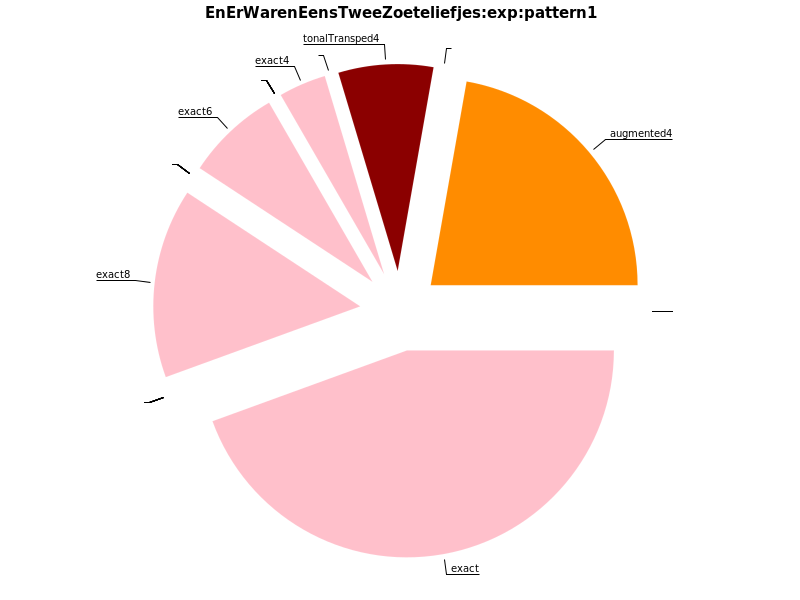 EnErWarenEensTweeZoeteliefjes:exp:pattern1
tonalTransped4
exact4
exact6
augmented4
exact8
exact